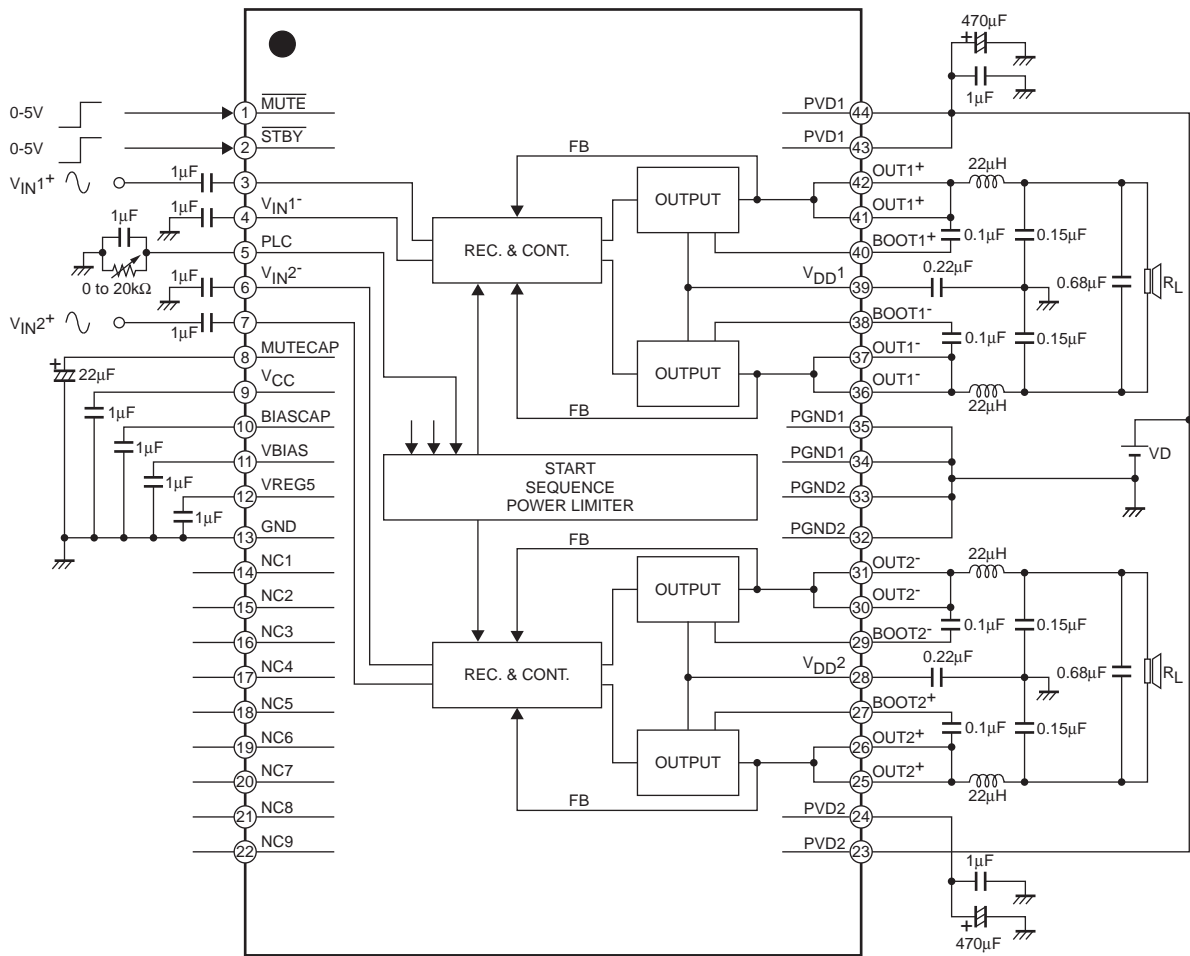 470µF
+
1µF
0-5V
1
MUTE
PVD1
44
0-5V
2
STBY
PVD1
43
FB
VIN1+
1µF
3
OUTPUT
42
OUT1+
22µH
1µF
4
VIN1-
41
OUT1+
REC. & CONT.
1µF
5
PLC
40
BOOT1+
0.1µF
0.15µF
0 to 20kΩ
VDD1
39
0.22µF
0.68µF
RL
1µF
6
VIN2-
38
BOOT1-
0.1µF
0.15µF
VIN2+
1µF
7
OUTPUT
37
OUT1-
+
22µF
8
MUTECAP
36
OUT1-
22µH
FB
1µF
9
VCC
PGND1
35
1µF
10
BIASCAP
PGND1
34
VD
1µF
11
VBIAS
START
SEQUENCE
POWER LIMITER
PGND2
33
1µF
12
VREG5
PGND2
32
13
GND
FB
14
NC1
OUTPUT
31
OUT2-
22µH
15
NC2
30
OUT2-
0.1µF
0.15µF
16
NC3
29
BOOT2-
REC. & CONT.
17
NC4
VDD2
28
0.22µF
0.68µF
RL
18
NC5
27
BOOT2+
0.1µF
0.15µF
19
NC6
OUTPUT
26
OUT2+
20
NC7
25
OUT2+
22µH
FB
21
NC8
PVD2
24
22
NC9
PVD2
23
1µF
+
470µF